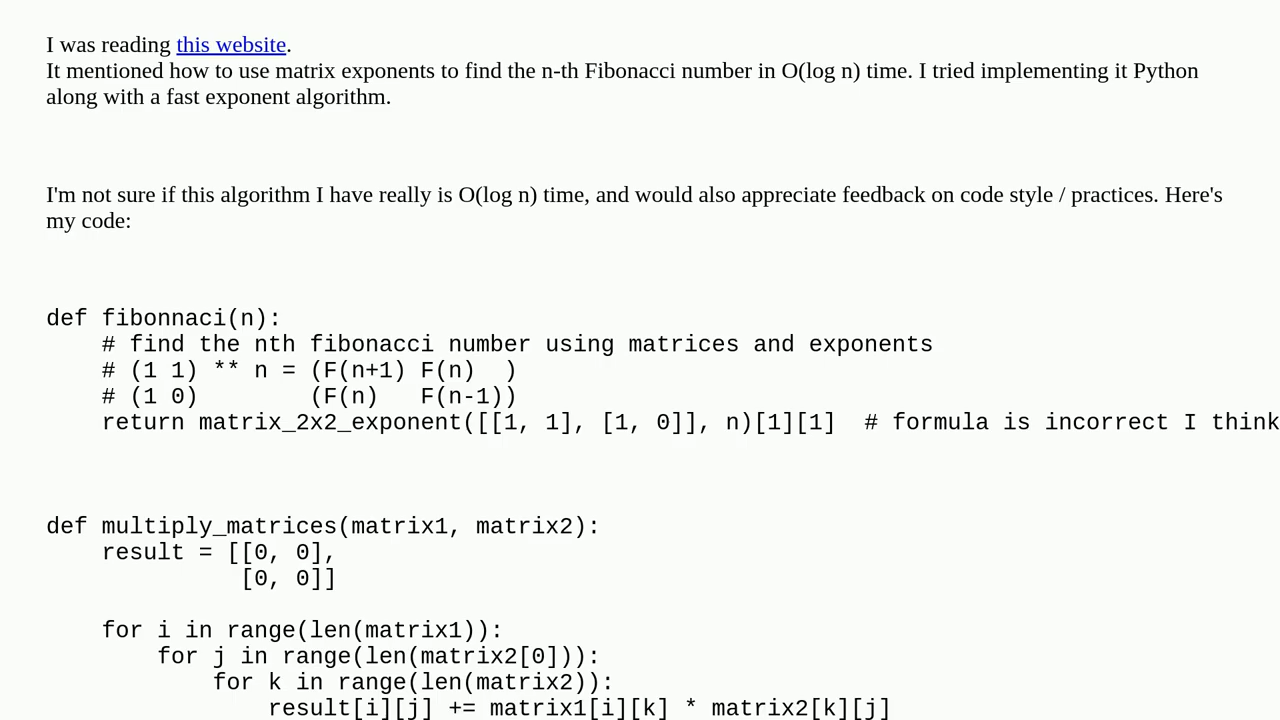 I was reading this website.
It mentioned how to use matrix exponents to find the n-th Fibonacci number in O(log n) time. I tried implementing it Python
along with a fast exponent algorithm.
I'm not sure if this algorithm I have really is O(log n) time, and would also appreciate feedback on code style / practices. Here's
my code:
def fibonnaci(n):
    # find the nth fibonacci number using matrices and exponents
    # (1 1) ** n = (F(n+1) F(n)  )
    # (1 0)        (F(n)   F(n-1))
    return matrix_2x2_exponent([[1, 1], [1, 0]], n)[1][1]  # formula is incorrect I think
def multiply_matrices(matrix1, matrix2):
    result = [[0, 0],
              [0, 0]]
    for i in range(len(matrix1)):
        for j in range(len(matrix2[0])):
            for k in range(len(matrix2)):
                result[i][j] += matrix1[i][k] * matrix2[k][j]